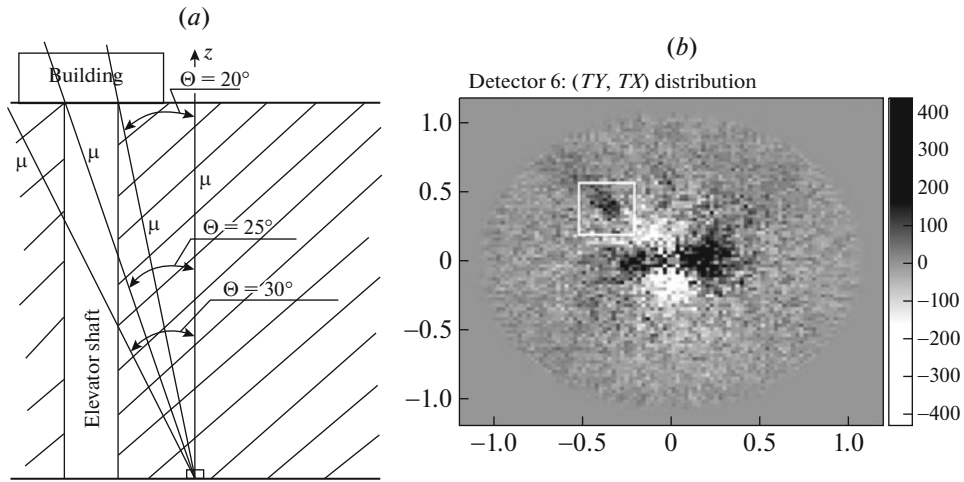 (a)
z
Building
Θ = 20°
μ
μ
μ
μ
Θ = 25°
Θ = 30°
Elevator shaft
(b)
Detector 6: (TY, TX) distribution
1.0
0.5
0
−0.5
−1.0
−1.0
−0.5
0
0.5
1.0
400
300
200
100
0
−100
−200
−300
−400